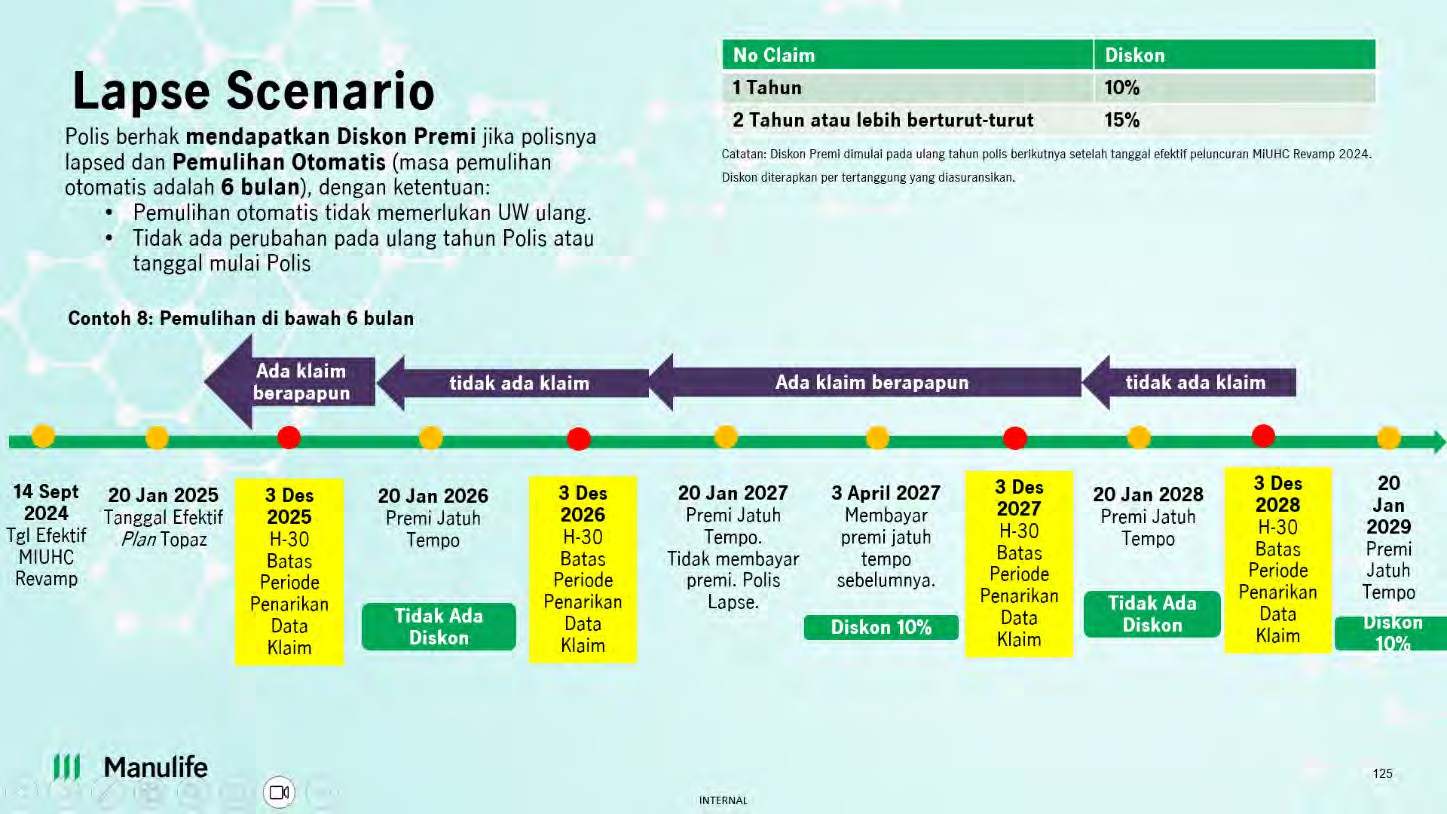 Lapse Scenario
Polis berhak mendapatkan Diskon Premi jika polisnya
lapsed dan Pemulihan Otomatis (masa pemulihan
otomatis adalah 6 bulan), dengan ketentuan:
• Pemulihan otomatis tidak memerlukan UW ulang.
• Tidak ada perubahan pada ulang tahun Polis atau
tanggal mulai Polis
No Claim Diskon
1 Tahun 10%
2 Tahun atau lebih berturut-turut 15%
Catatan: Diskon Premi dimulai pada ulang tahun polis berikutnya setelah tanggal efektif peluncuran MiUHC Revamp 2024.
Diskon diterapkan per tertanggung yang diasuransikan.
Contoh 8: Pemulihan di bawah 6 bulan
Ada klaim
berapapun
tidak ada klaim
Ada klaim berapapun
tidak ada klaim
14 Sept
2024
Tgl Efektif
MIUHC
Revamp
20 Jan 2025
Tanggal Efektif
Plan Topaz
3 Des
2025
H-30
Batas
Periode
Penarikan
Data
Klaim
20 Jan 2026
Premi Jatuh
Tempo
Tidak Ada
Diskon
3 Des
2026
H-30
Batas
Periode
Penarikan
Data
Klaim
20 Jan 2027
Premi Jatuh
Tempo.
Tidak membayar
premi. Polis
Lapse.
3 April 2027
Membayar
premi jatuh
tempo
sebelumnya.
Diskon 10%
3 Des
2027
H-30
Batas
Periode
Penarikan
Data
Klaim
20 Jan 2028
Premi Jatuh
Tempo
Tidak Ada
Diskon
3 Des
2028
H-30
Batas
Periode
Penarikan
Data
Klaim
20
Jan
2029
Premi
Jatuh
Tempo
Diskon
10%
Manulife
125
INTERNAL